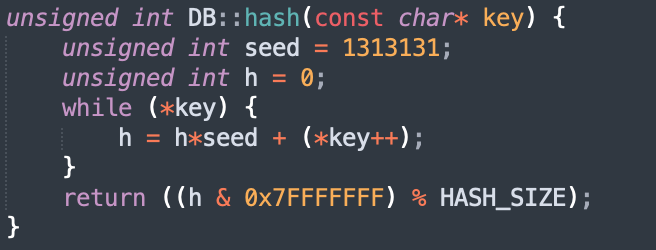 unsigned int DB::hash(const char* key) {
    unsigned int seed = 1313131;
    unsigned int h = 0;
    while (*key) {
        h = h*seed + (*key++);
    }
    return ((h & 0x7FFFFFFF) % HASH_SIZE);
}